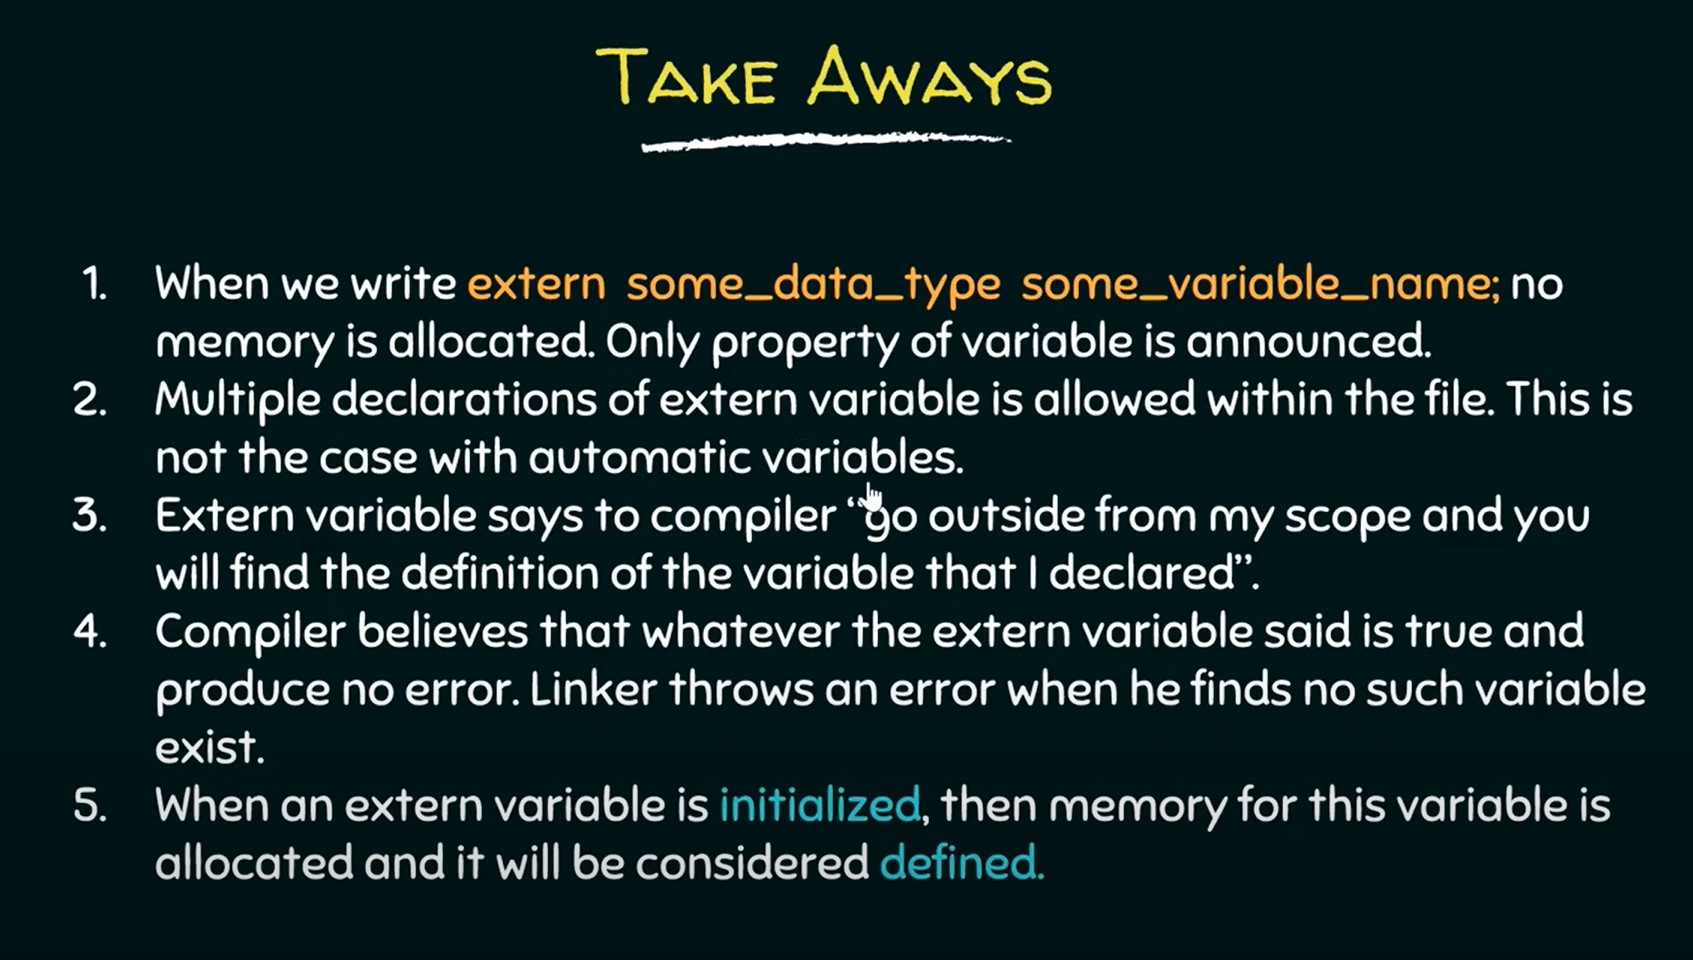 TAKE AWAYS
1. When we write extern some_data_type some_variable_name; no
memory is allocated. Only property of variable is announced.
2. Multiple declarations of extern variable is allowed within the file. This is
not the case with automatic variables.
3. Extern variable says to compiler “go outside from my scope and you
will find the definition of the variable that I declared”.
4. Compiler believes that whatever the extern variable said is true and
produce no error. Linker throws an error when he finds no such variable
exist.
5. When an extern variable is initialized, then memory for this variable is
allocated and it will be considered defined.